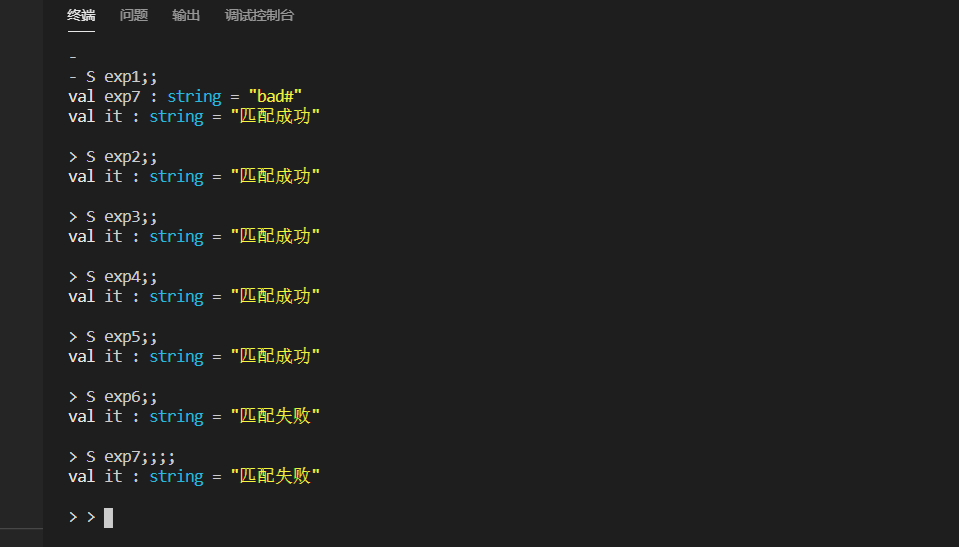 终端 问题 输出 调试控制台
-
- S exp1;;
val exp7 : string = "bad#"
val it : string = "匹配成功"
> S exp2;;
val it : string = "匹配成功"
> S exp3;;
val it : string = "匹配成功"
> S exp4;;
val it : string = "匹配成功"
> S exp5;;
val it : string = "匹配成功"
> S exp6;;
val it : string = "匹配失败"
> S exp7;;;;
val it : string = "匹配失败"
> >